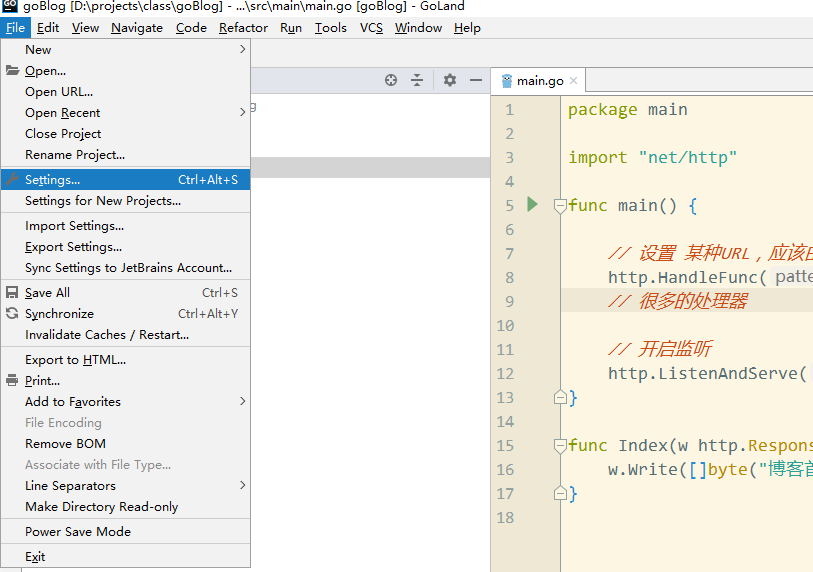 GO goBlog [D:\projects\class\goBlog] - ...\src\main\main.go [goBlog] - GoLand
File Edit View Navigate Code Refactor Run Tools VCS Window Help
New
Open...
Open URL...
Open Recent
Close Project
Rename Project...
Settings... Ctrl+Alt+S
Settings for New Projects...
Import Settings...
Export Settings...
Sync Settings to JetBrains Account...
Save All Ctrl+S
Synchronize Ctrl+Alt+Y
Invalidate Caches / Restart...
Export to HTML...
Print...
Add to Favorites
File Encoding
Remove BOM
Associate with File Type...
Line Separators
Make Directory Read-only
Power Save Mode
Exit
g
main.go
1 package main
2
3 import "net/http"
4
5 func main() {
6
7 // 设置 某种URL，应该
8 http.HandleFunc( patte
9 // 很多的处理器
10
11 // 开启监听
12 http.ListenAndServe(
13 }
14
15 func Index(w http.Respons
16 w.Write([]byte("博客首
17 }
18